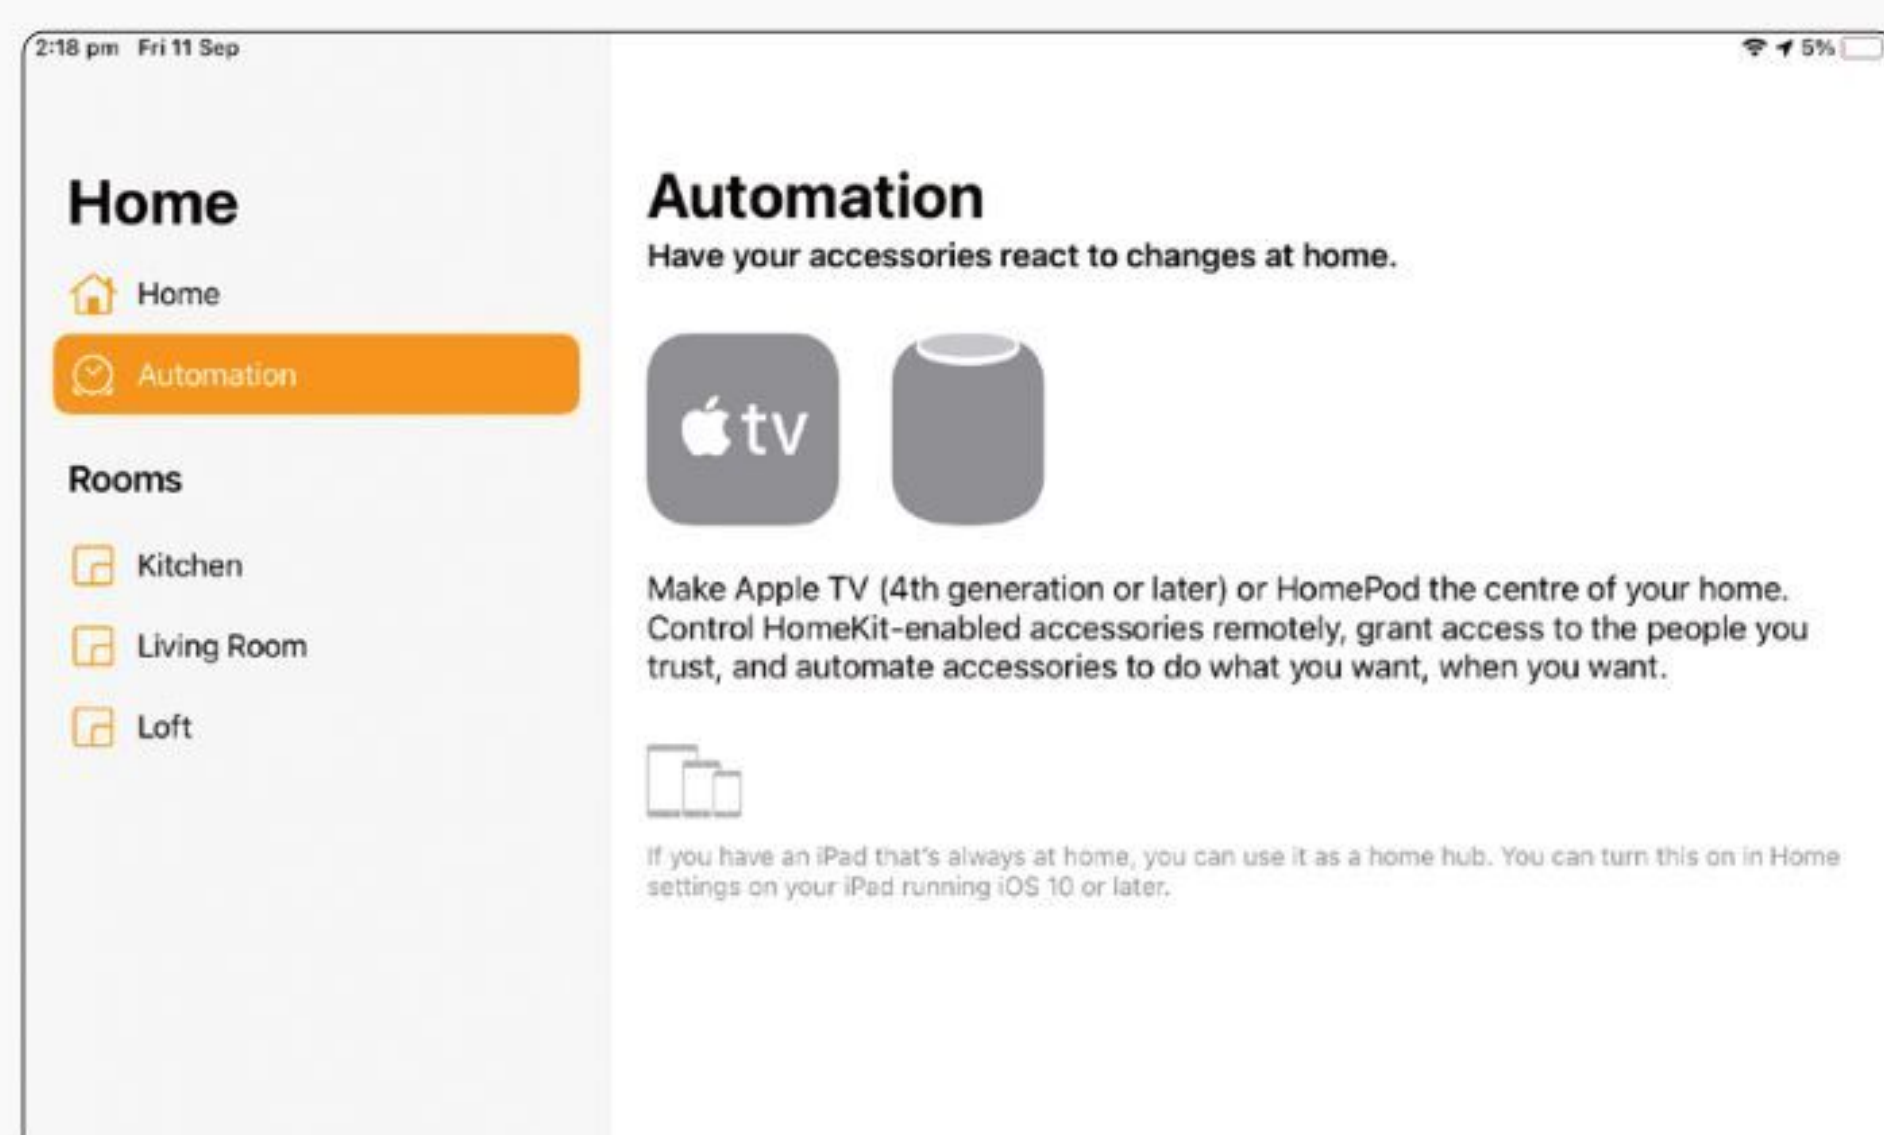 2:18 pm Fri 11 Sep
5%
Home
Home
Automation
Rooms
Kitchen
Living Room
Loft
Automation
Have your accessories react to changes at home.
tv
Make Apple TV (4th generation or later) or HomePod the centre of your home.
Control HomeKit-enabled accessories remotely, grant access to the people you
trust, and automate accessories to do what you want, when you want.
If you have an iPad that's always at home, you can use it as a home hub. You can turn this on in Home
settings on your iPad running iOS 10 or later.